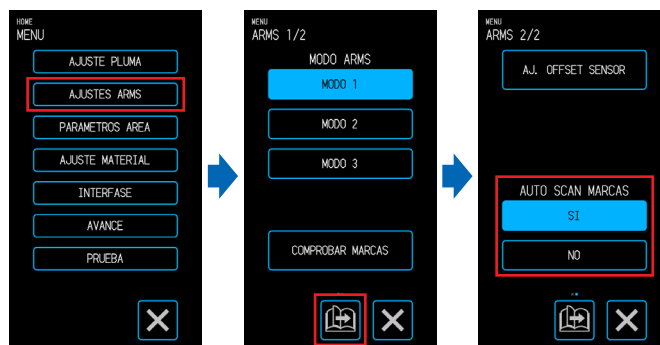 HOME
MENU
AJUSTE PLUMA
AJUSTES ARMS
PARAMETROS AREA
AJUSTE MATERIAL
INTERFASE
AVANCE
PRUEBA
MENU
ARMS 1/2
MODO ARMS
MODO 1
MODO 2
MODO 3
COMPROBAR MARCAS
MENU
ARMS 2/2
AJ. OFFSET SENSOR
AUTO SCAN MARCAS
SI
NO